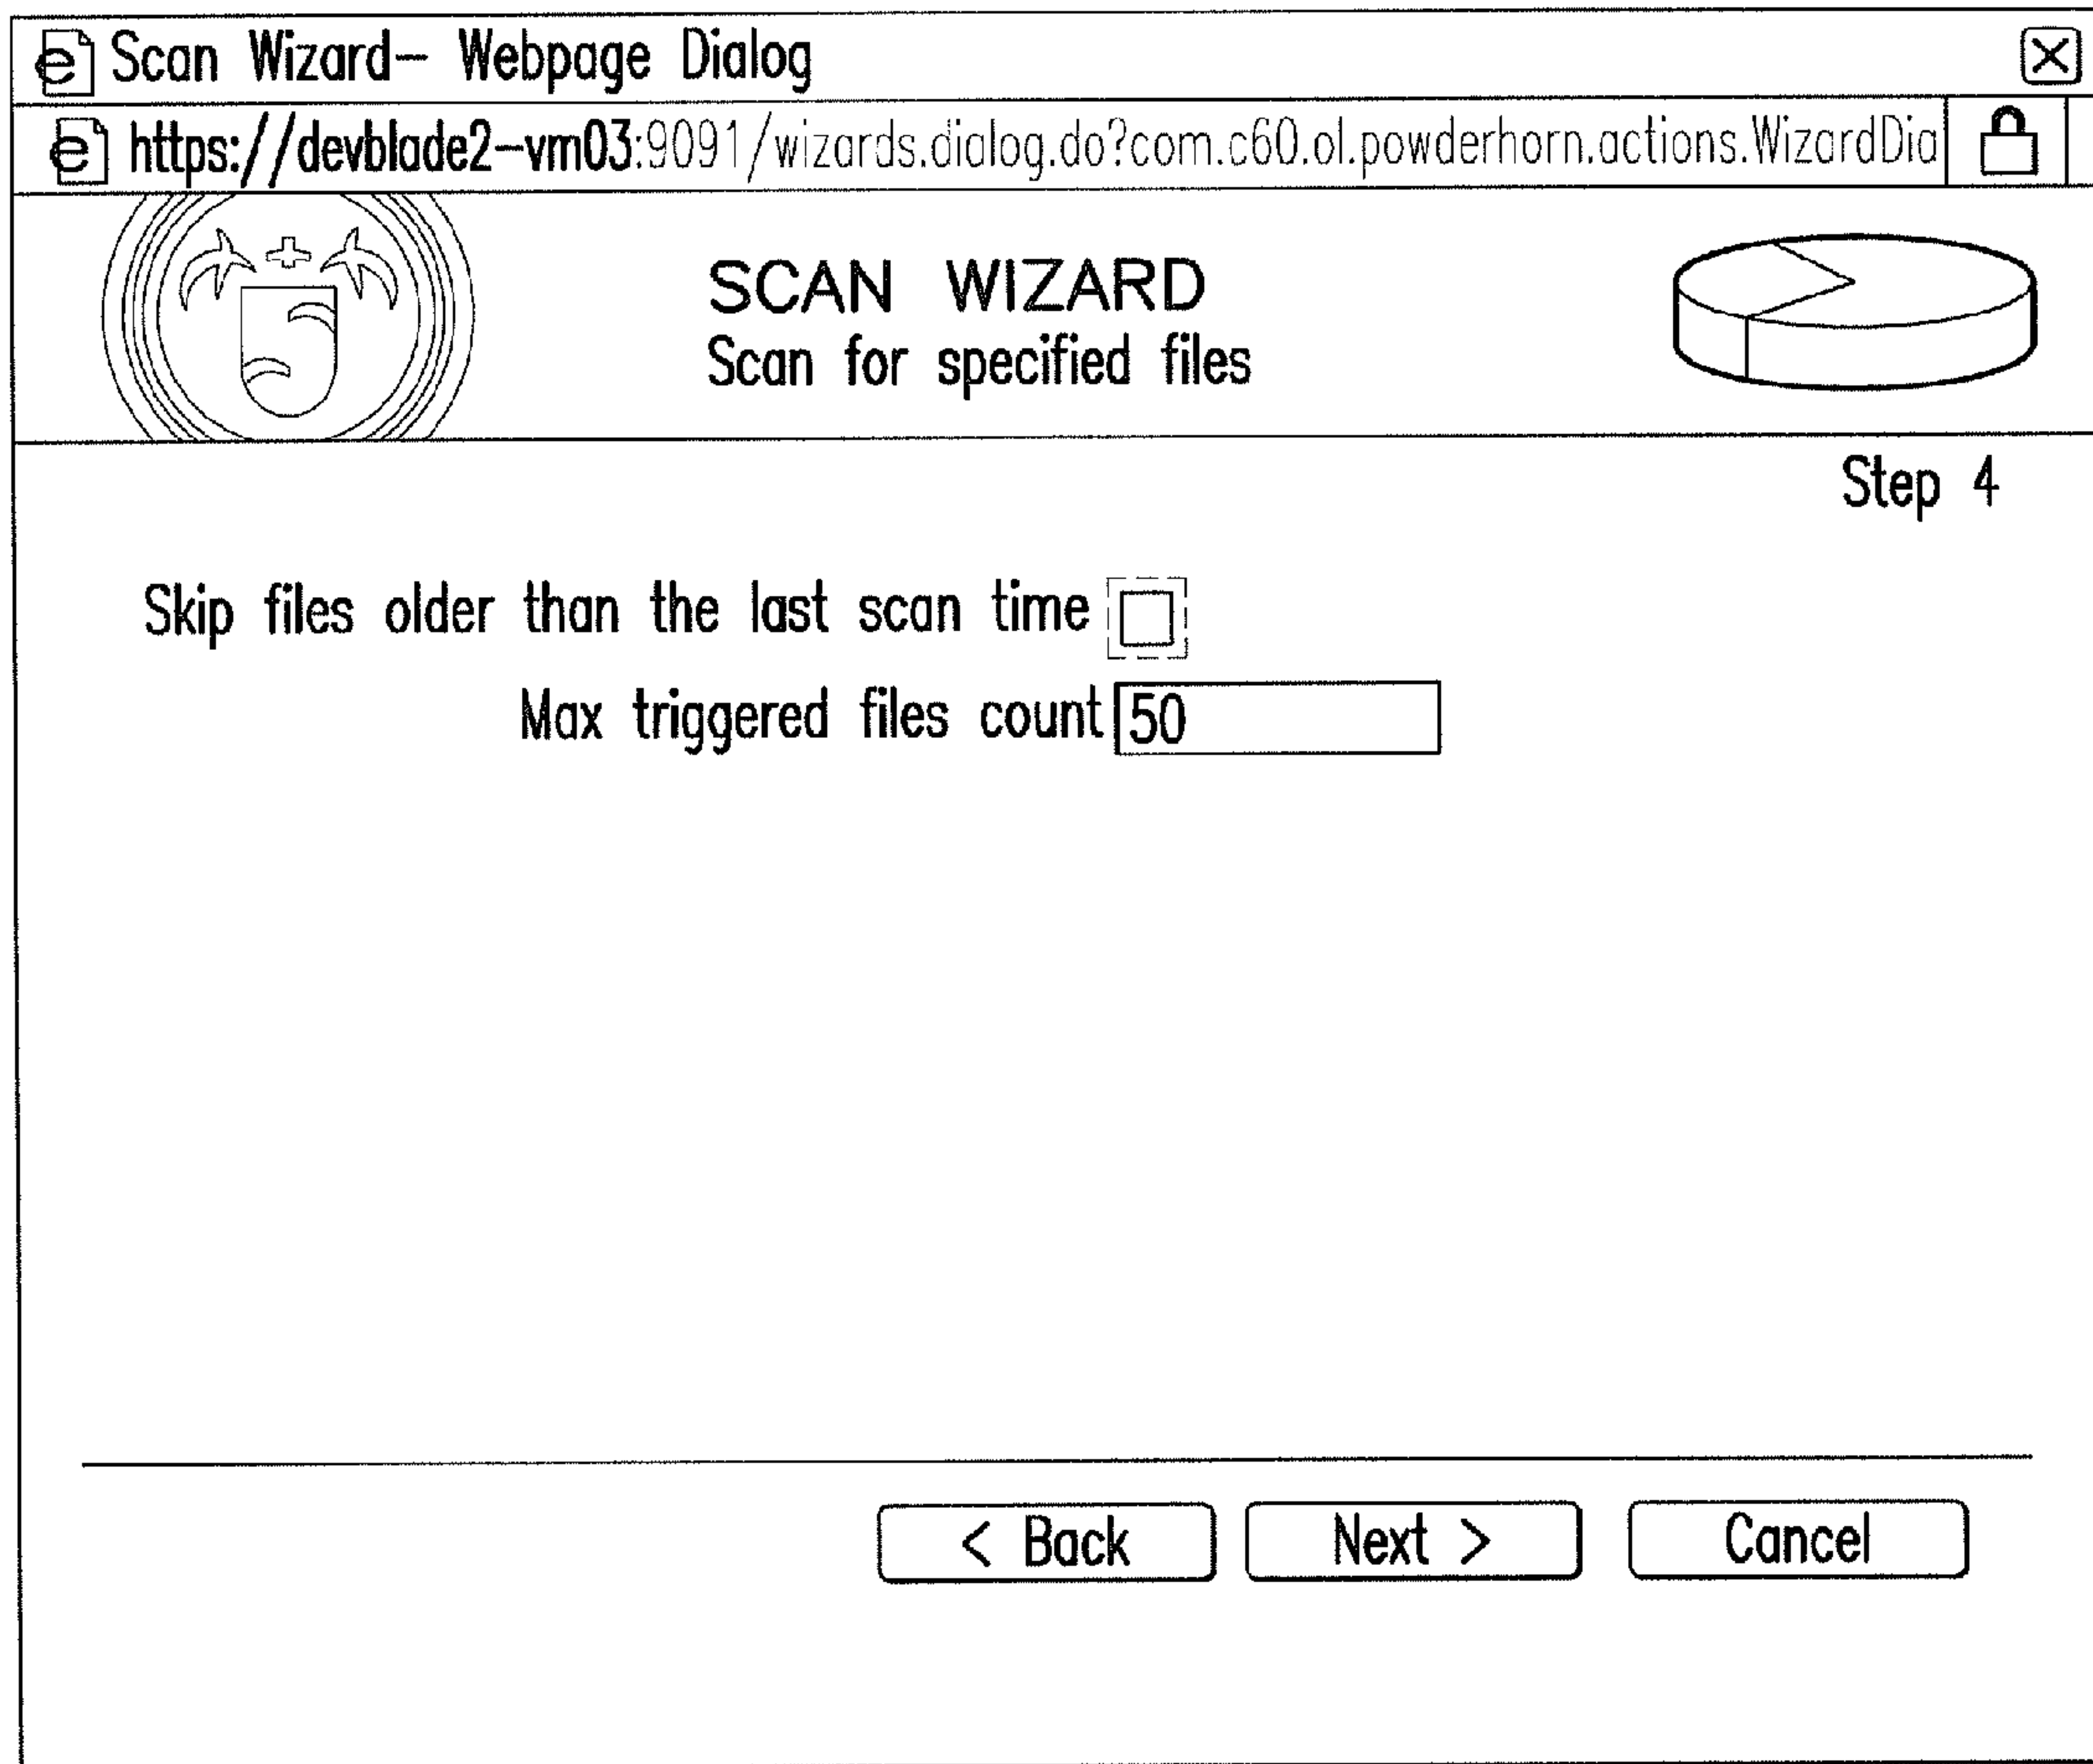 Scan Wizard– Webpage Dialog
https://devblade2–vm03:9091/wizards.dialog.do?com.c60.ol.powderhorn.actions.WizardDia
SCAN WIZARD
Scan for specified files
Step 4
Skip files older than the last scan time
Max triggered files count 50
< Back Next > Cancel